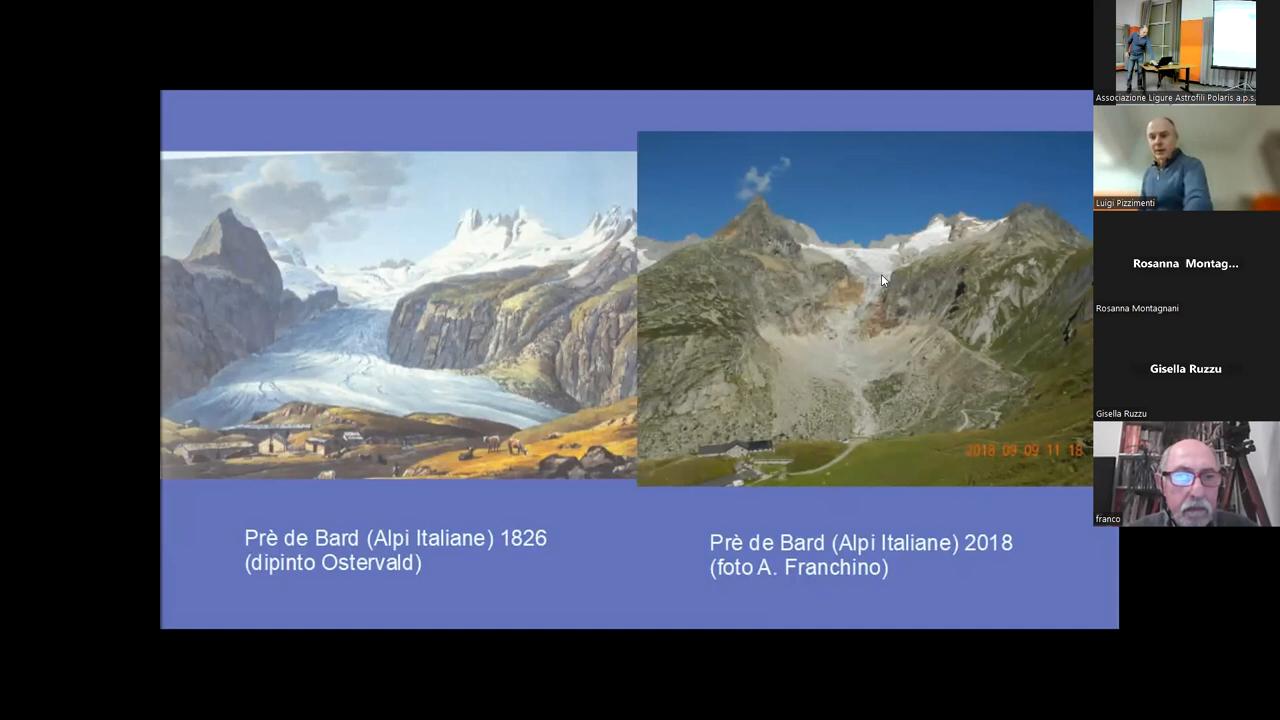 Prè de Bard (Alpi Italiane) 1826
(dipinto Ostervald)
Prè de Bard (Alpi Italiane) 2018
(foto A. Franchino)
2018 09 09 11 18
Associazione Ligure Astrofili Polaris a.p.s.
Luigi Pizzimenti
Rosanna Montag...
Rosanna Montagnani
Gisella Ruzzu
Gisella Ruzzu
franco